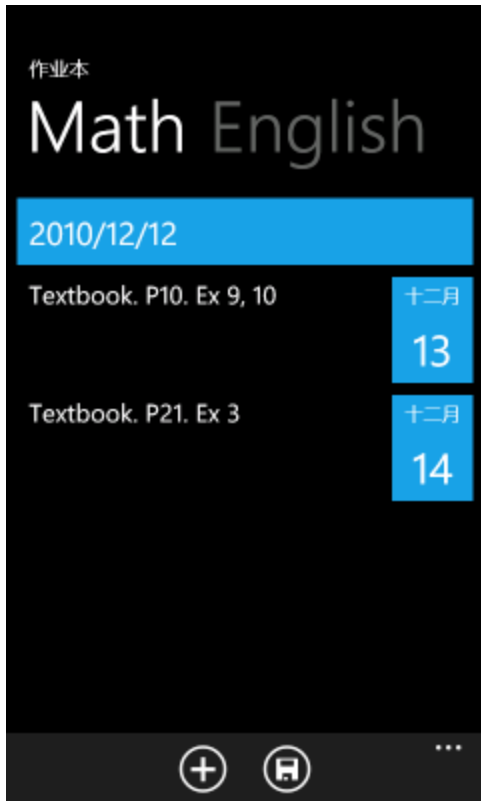 作业本
Math English
2010/12/12
Textbook. P10. Ex 9, 10
十二月
13
Textbook. P21. Ex 3
十二月
14